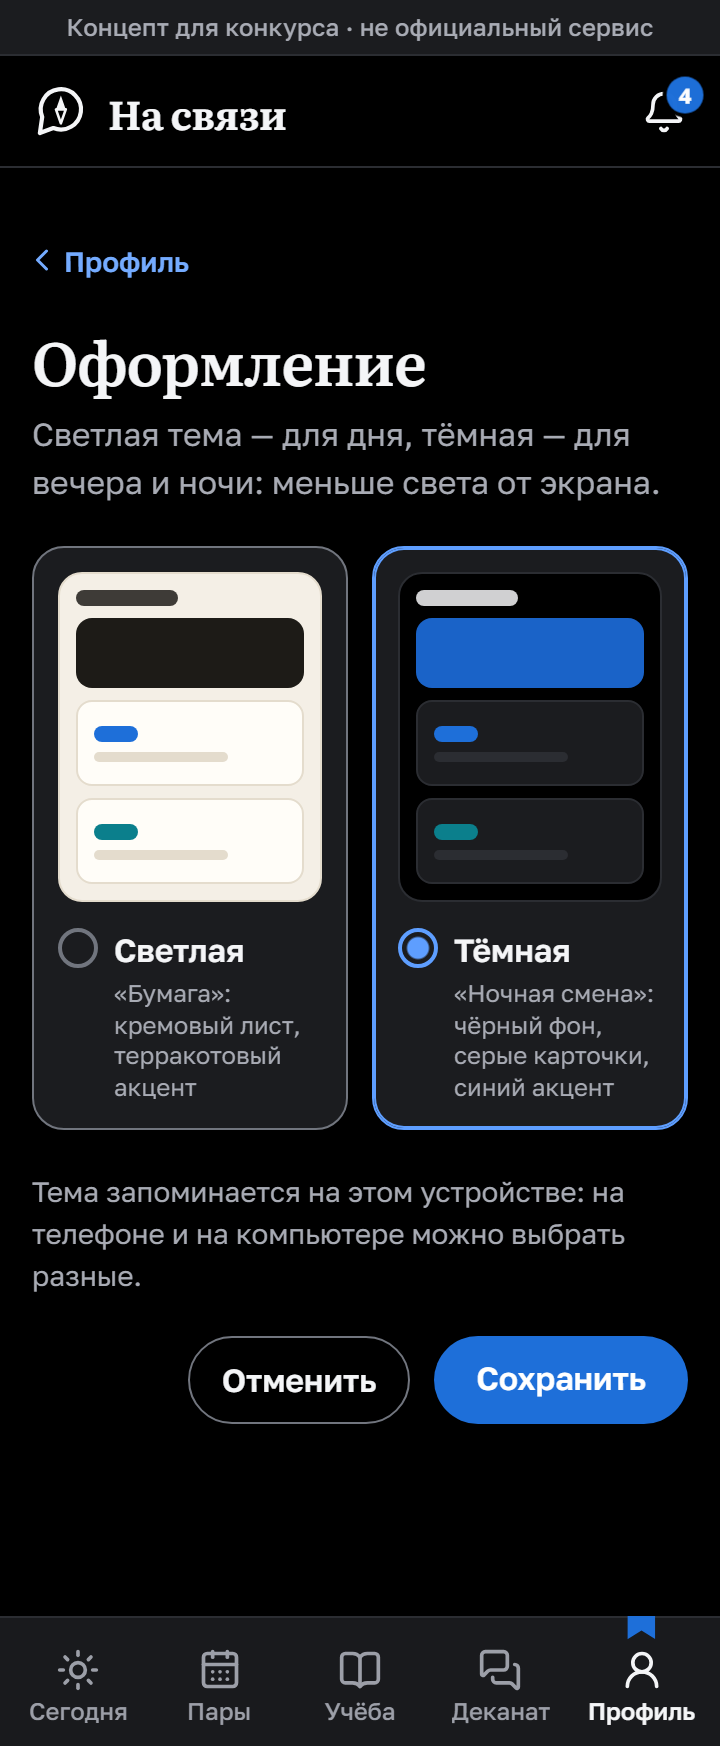 Концепт для конкурса · не официальный сервис
На связи
4
Профиль
Оформление
Светлая тема — для дня, тёмная — для
вечера и ночи: меньше света от экрана.
Светлая
«Бумага»:
кремовый лист,
терракотовый
акцент
Тёмная
«Ночная смена»:
чёрный фон,
серые карточки,
синий акцент
Тема запоминается на этом устройстве: на
телефоне и на компьютере можно выбрать
разные.
Отменить
Сохранить
Сегодня
Пары
Учёба
Деканат
Профиль